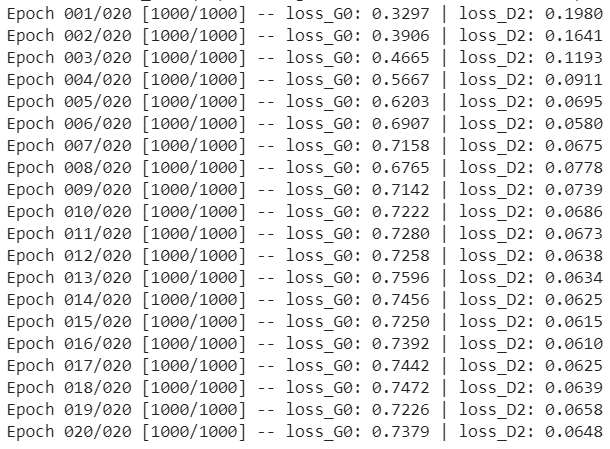 Epoch 001/020 [1000/1000] -- loss_G0: 0.3297 | loss_D2: 0.1980
Epoch 002/020 [1000/1000] -- loss_G0: 0.3906 | loss_D2: 0.1641
Epoch 003/020 [1000/1000] -- loss_G0: 0.4665 | loss_D2: 0.1193
Epoch 004/020 [1000/1000] -- loss_G0: 0.5667 | loss_D2: 0.0911
Epoch 005/020 [1000/1000] -- loss_G0: 0.6203 | loss_D2: 0.0695
Epoch 006/020 [1000/1000] -- loss_G0: 0.6907 | loss_D2: 0.0580
Epoch 007/020 [1000/1000] -- loss_G0: 0.7158 | loss_D2: 0.0675
Epoch 008/020 [1000/1000] -- loss_G0: 0.6765 | loss_D2: 0.0778
Epoch 009/020 [1000/1000] -- loss_G0: 0.7142 | loss_D2: 0.0739
Epoch 010/020 [1000/1000] -- loss_G0: 0.7222 | loss_D2: 0.0686
Epoch 011/020 [1000/1000] -- loss_G0: 0.7280 | loss_D2: 0.0673
Epoch 012/020 [1000/1000] -- loss_G0: 0.7258 | loss_D2: 0.0638
Epoch 013/020 [1000/1000] -- loss_G0: 0.7596 | loss_D2: 0.0634
Epoch 014/020 [1000/1000] -- loss_G0: 0.7456 | loss_D2: 0.0625
Epoch 015/020 [1000/1000] -- loss_G0: 0.7250 | loss_D2: 0.0615
Epoch 016/020 [1000/1000] -- loss_G0: 0.7392 | loss_D2: 0.0610
Epoch 017/020 [1000/1000] -- loss_G0: 0.7442 | loss_D2: 0.0625
Epoch 018/020 [1000/1000] -- loss_G0: 0.7472 | loss_D2: 0.0639
Epoch 019/020 [1000/1000] -- loss_G0: 0.7226 | loss_D2: 0.0658
Epoch 020/020 [1000/1000] -- loss_G0: 0.7379 | loss_D2: 0.0648